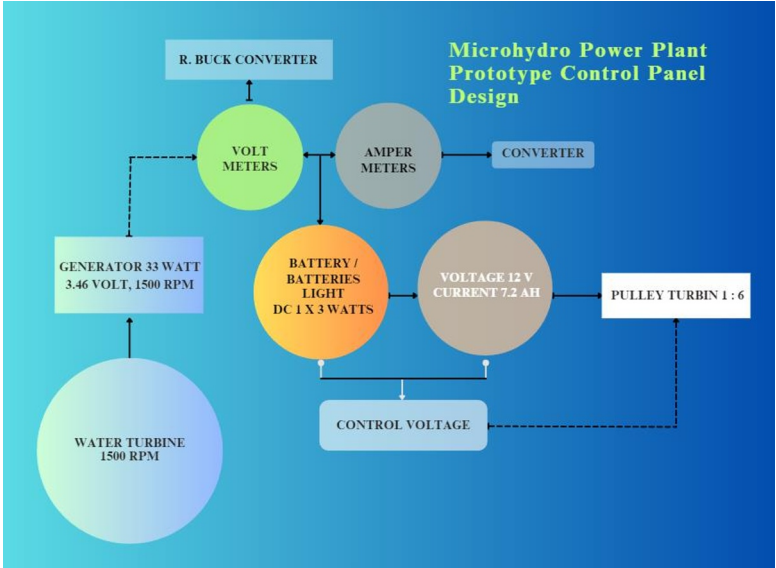 Microhydro Power Plant
Prototype Control Panel
Design
R. BUCK CONVERTER
VOLT
METERS
AMPER
METERS
CONVERTER
GENERATOR 33 WATT
3.46 VOLT, 1500 RPM
BATTERY /
BATTERIES
LIGHT
DC 1 X 3 WATTS
VOLTAGE 12 V
CURRENT 7.2 AH
PULLEY TURBIN 1 : 6
CONTROL VOLTAGE
WATER TURBINE
1500 RPM